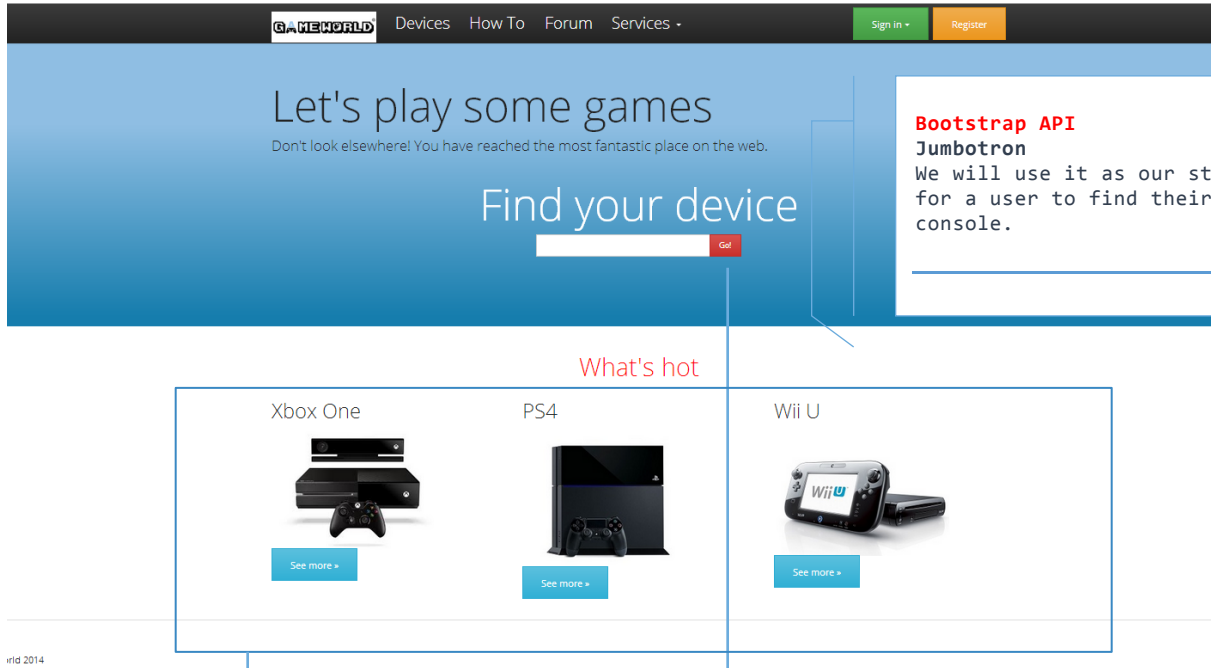 GAMEWORLD Devices How To Forum Services Sign in Register
Let's play some games
Don't look elsewhere! You have reached the most fantastic place on the web.
Find your device
Go!
Bootstrap API
Jumbotron
We will use it as our st
for a user to find their
console.
What's hot
Xbox One PS4 Wii U
WiiU
See more » See more » See more »
rld 2014